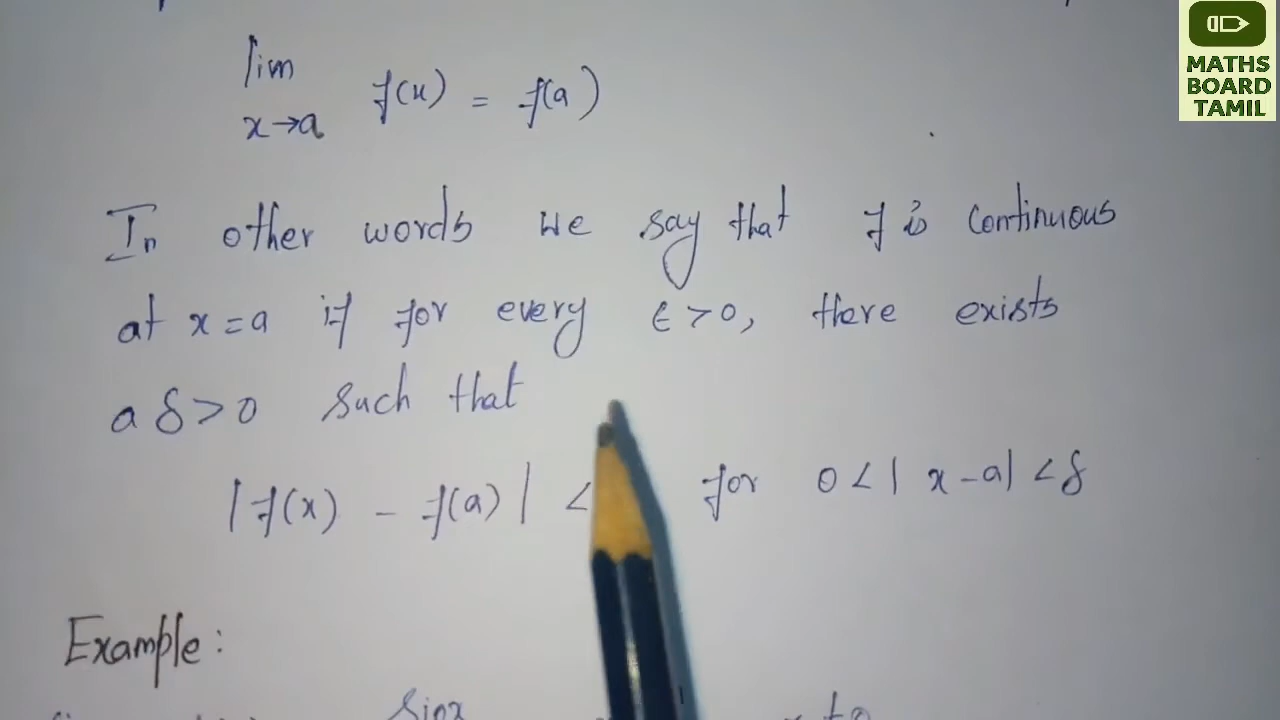 MATHS
BOARD
TAMIL
lim
x→a f(x) = f(a)
In other words we say that f is continuous
at x = a if for every ε > 0, there exists
a δ > 0 such that
|f(x) - f(a)| < for 0 < |x - a| < δ
Example:
sinx